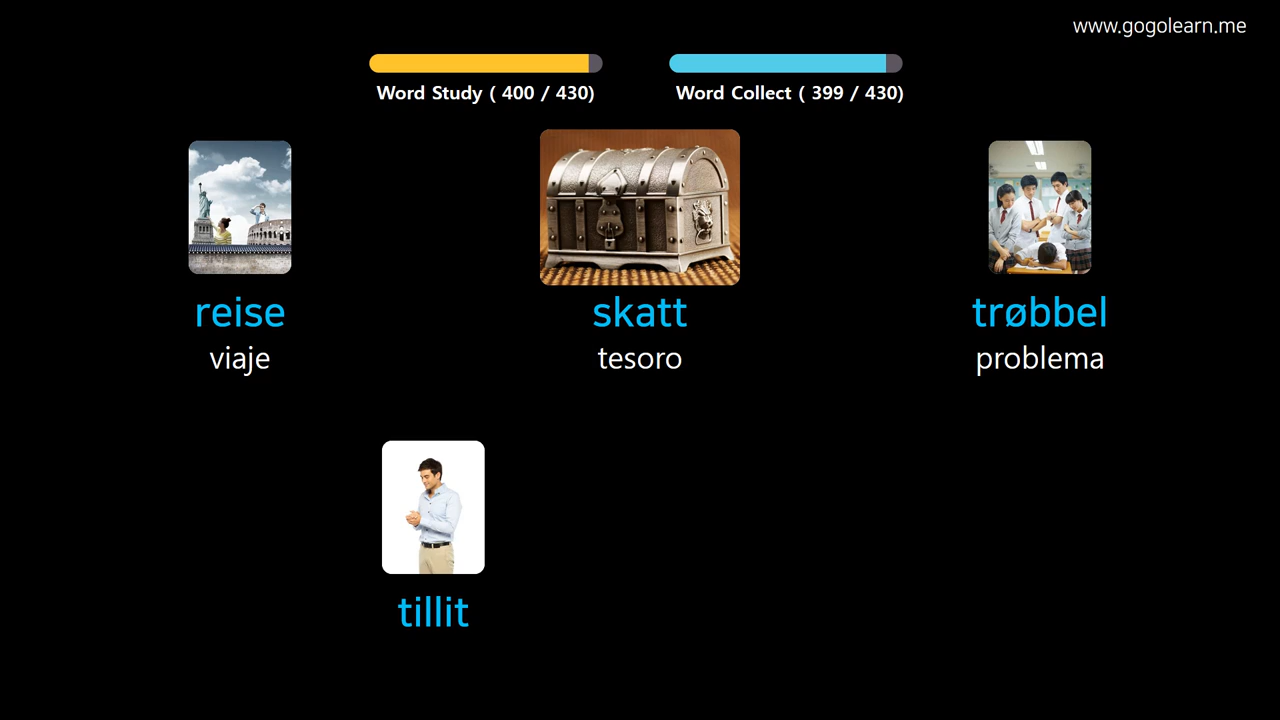 www.gogolearn.me
Word Study ( 400 / 430)
Word Collect ( 399 / 430)
reise
skatt
trøbbel
viaje
tesoro
problema
tillit